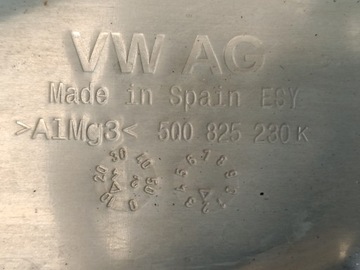 VW AG
Made in Spain ESY
>AlMg3< 500 825 230 K